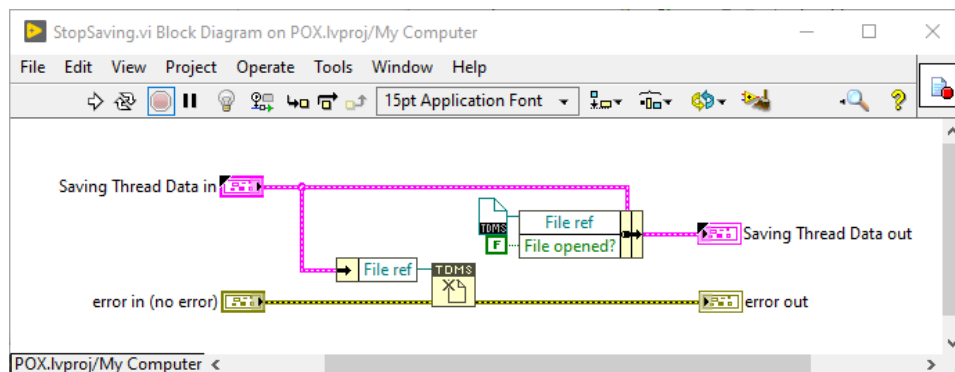 StopSaving.vi Block Diagram on POX.lvproj/My Computer
File Edit View Project Operate Tools Window Help
15pt Application Font
Saving Thread Data in
TDMS
File ref
F
File opened?
Saving Thread Data out
File ref
TDMS
error in (no error)
error out
POX.lvproj/My Computer